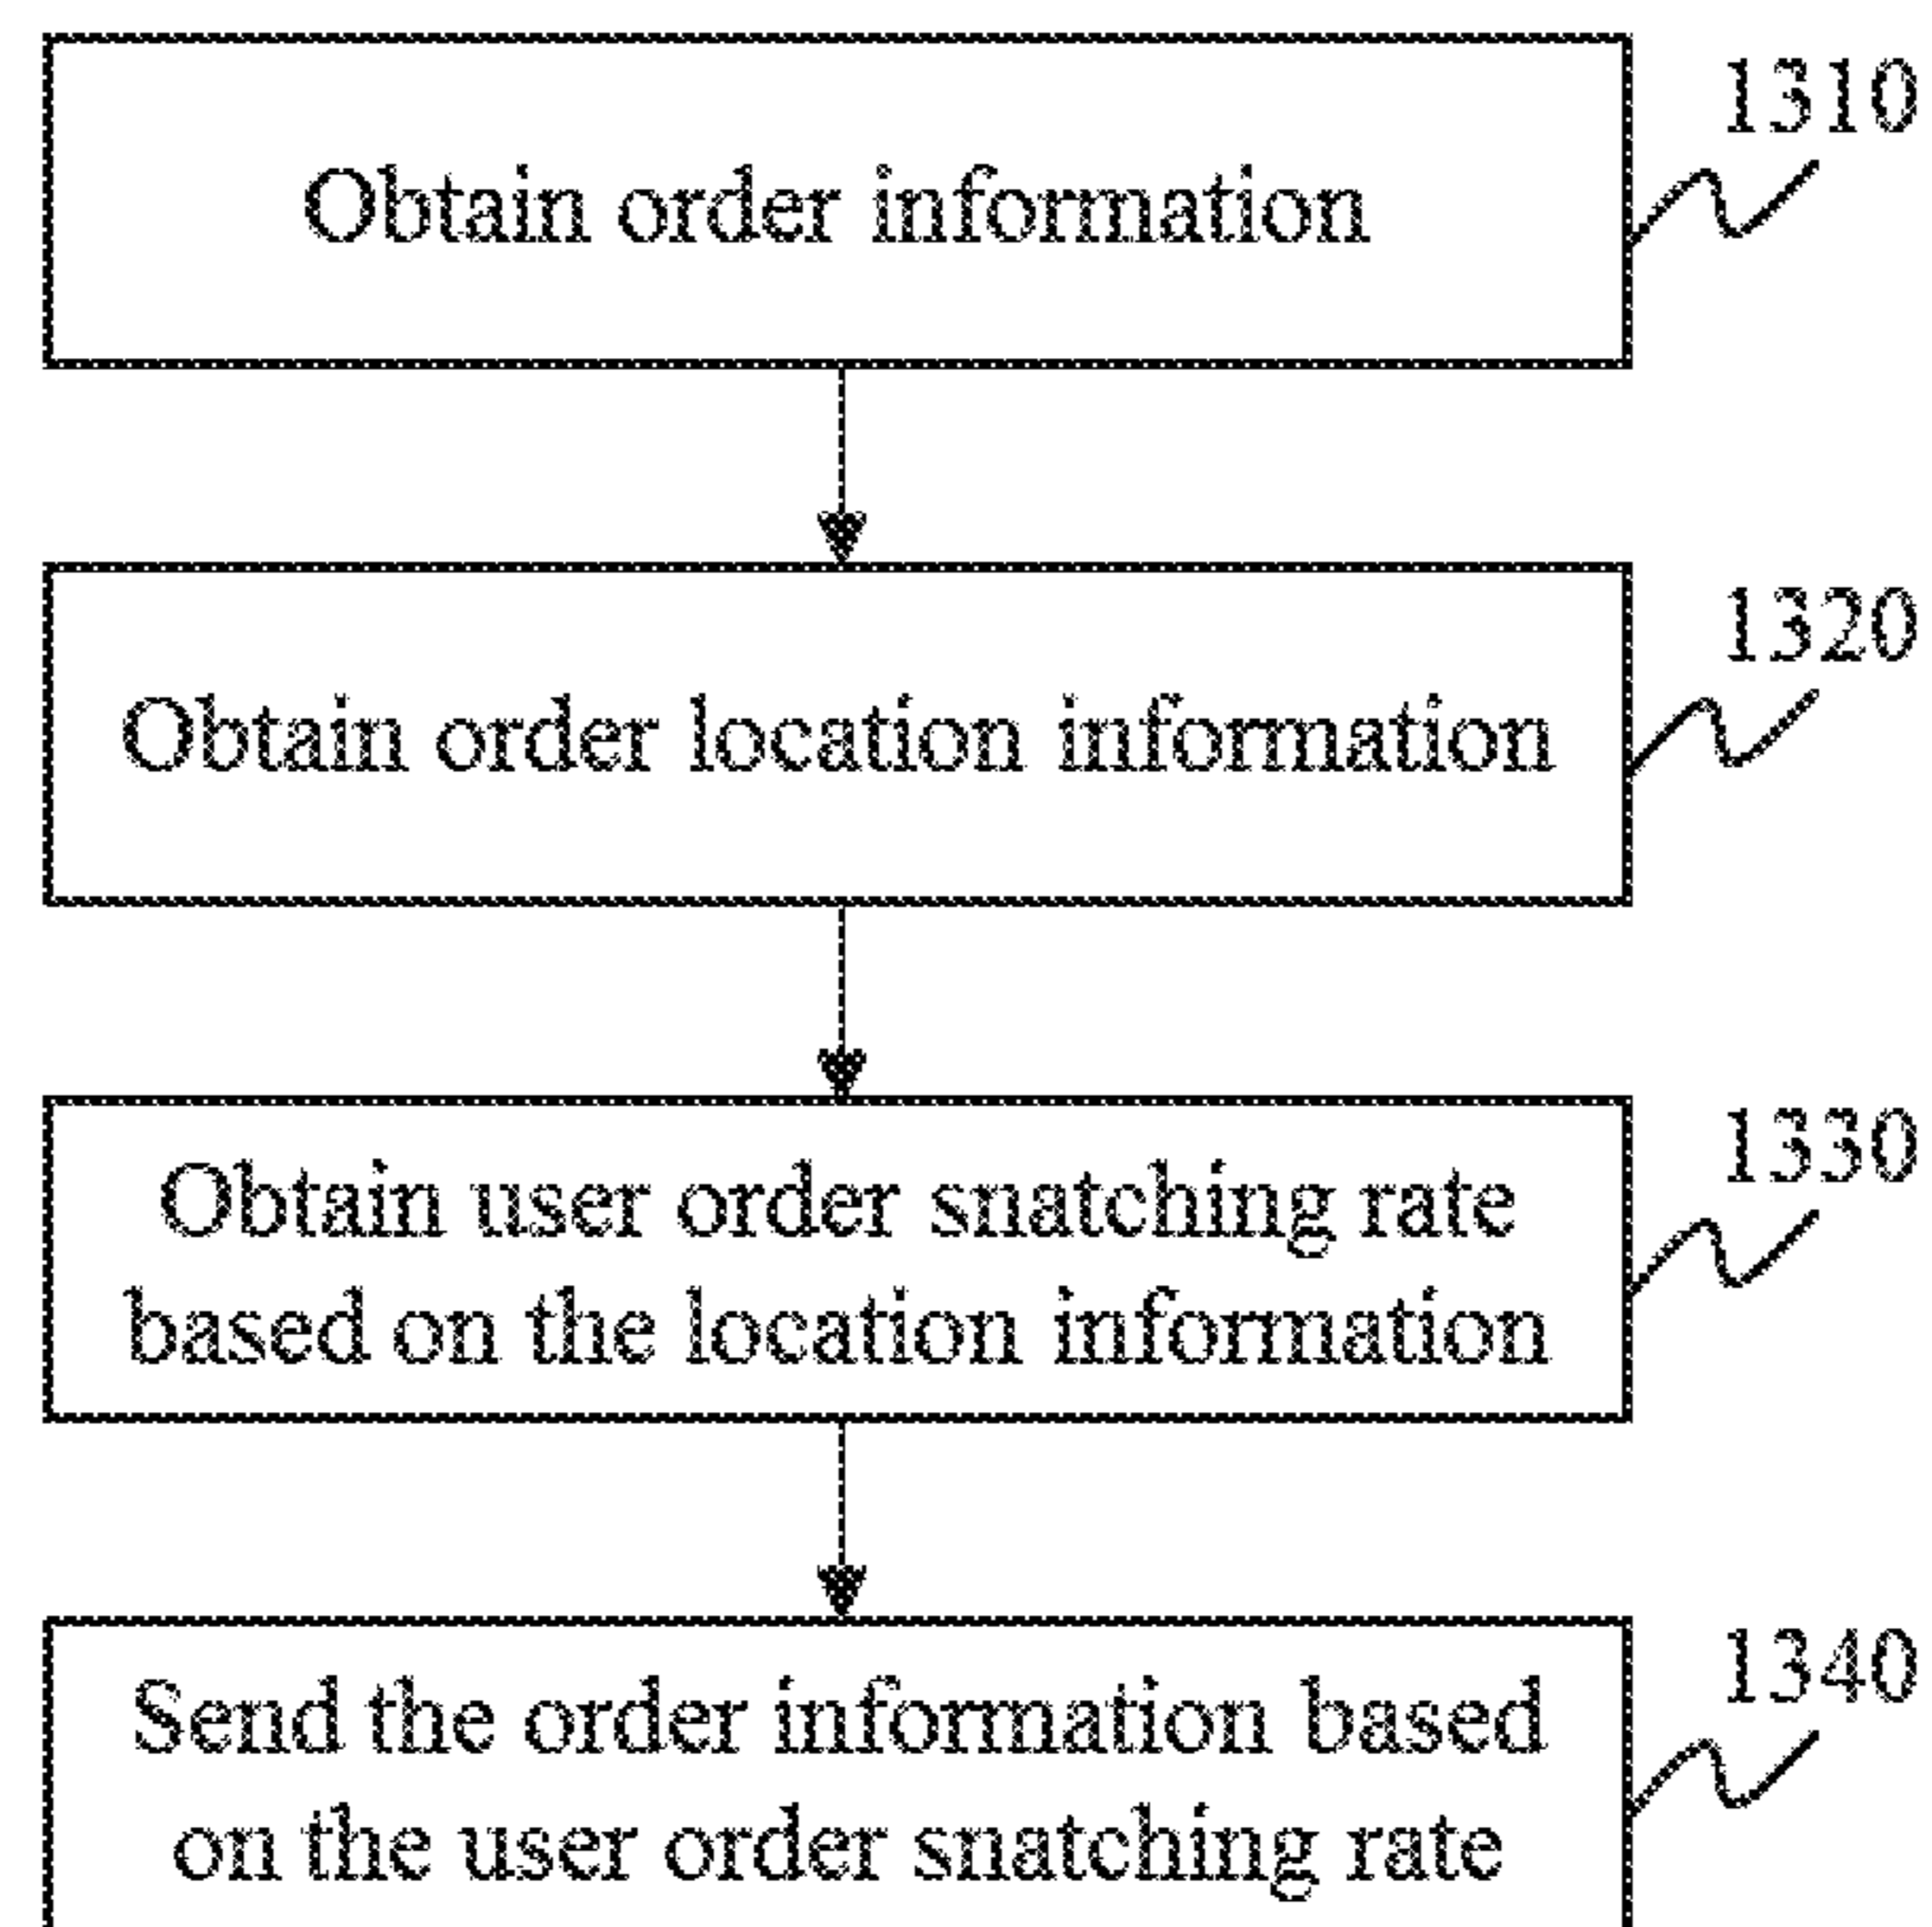 1310
Obtain order information
1320
Obtain order location information
1330
Obtain user order snatching rate
based on the location information
1340
Send the order information based
on the user order snatching rate